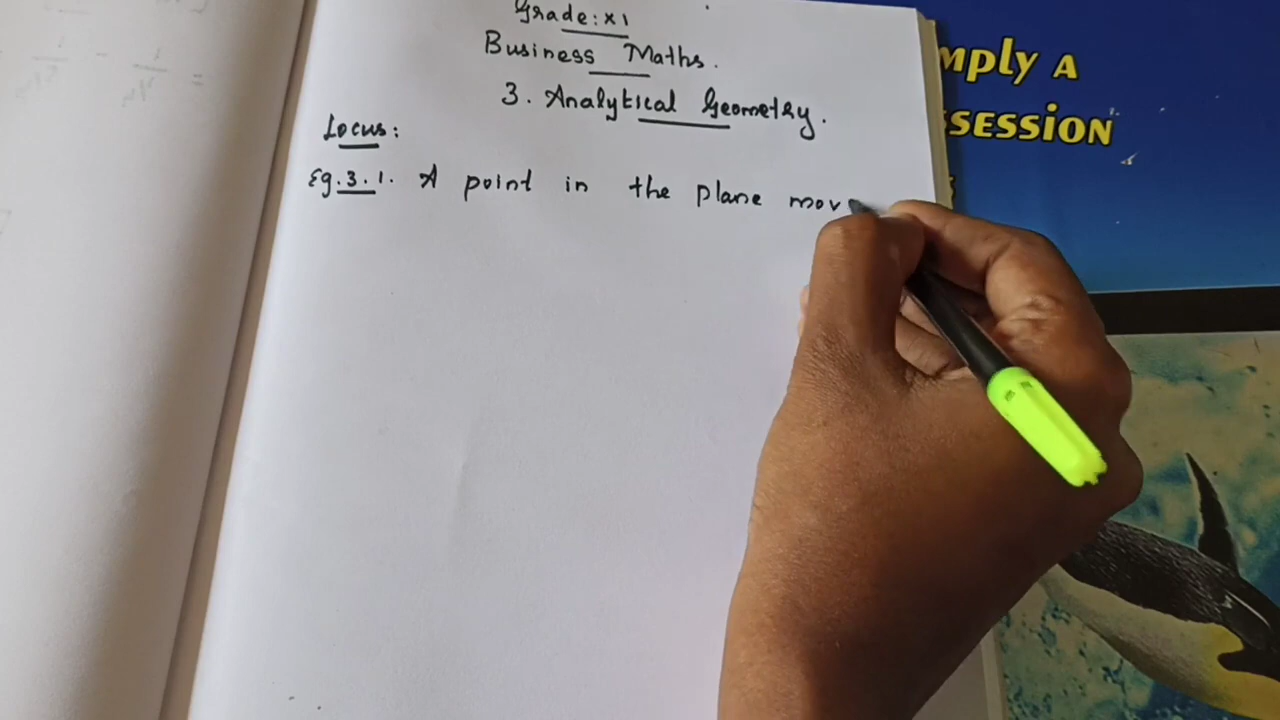 Grade: XI
Business Maths.
3. Analytical Geometry.
Locus:
Eg.3.1. A point in the plane mov
MPLY A
SESSION